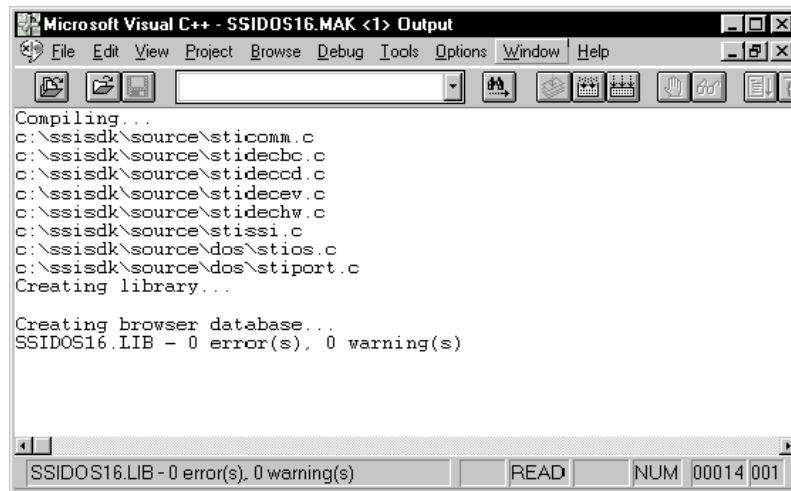 Microsoft Visual C++ - SSIDOS16.MAK <1> Output
File Edit View Project Browse Debug Tools Options Window Help
Compiling...
c:\ssisdk\source\sticomm.c
c:\ssisdk\source\stidecbc.c
c:\ssisdk\source\stideccd.c
c:\ssisdk\source\stidecev.c
c:\ssisdk\source\stidechw.c
c:\ssisdk\source\stissi.c
c:\ssisdk\source\dos\stios.c
c:\ssisdk\source\dos\stiport.c
Creating library...
Creating browser database...
SSIDOS16.LIB - 0 error(s), 0 warning(s)
SSIDOS16.LIB - 0 error(s), 0 warning(s) READ NUM 00014 001